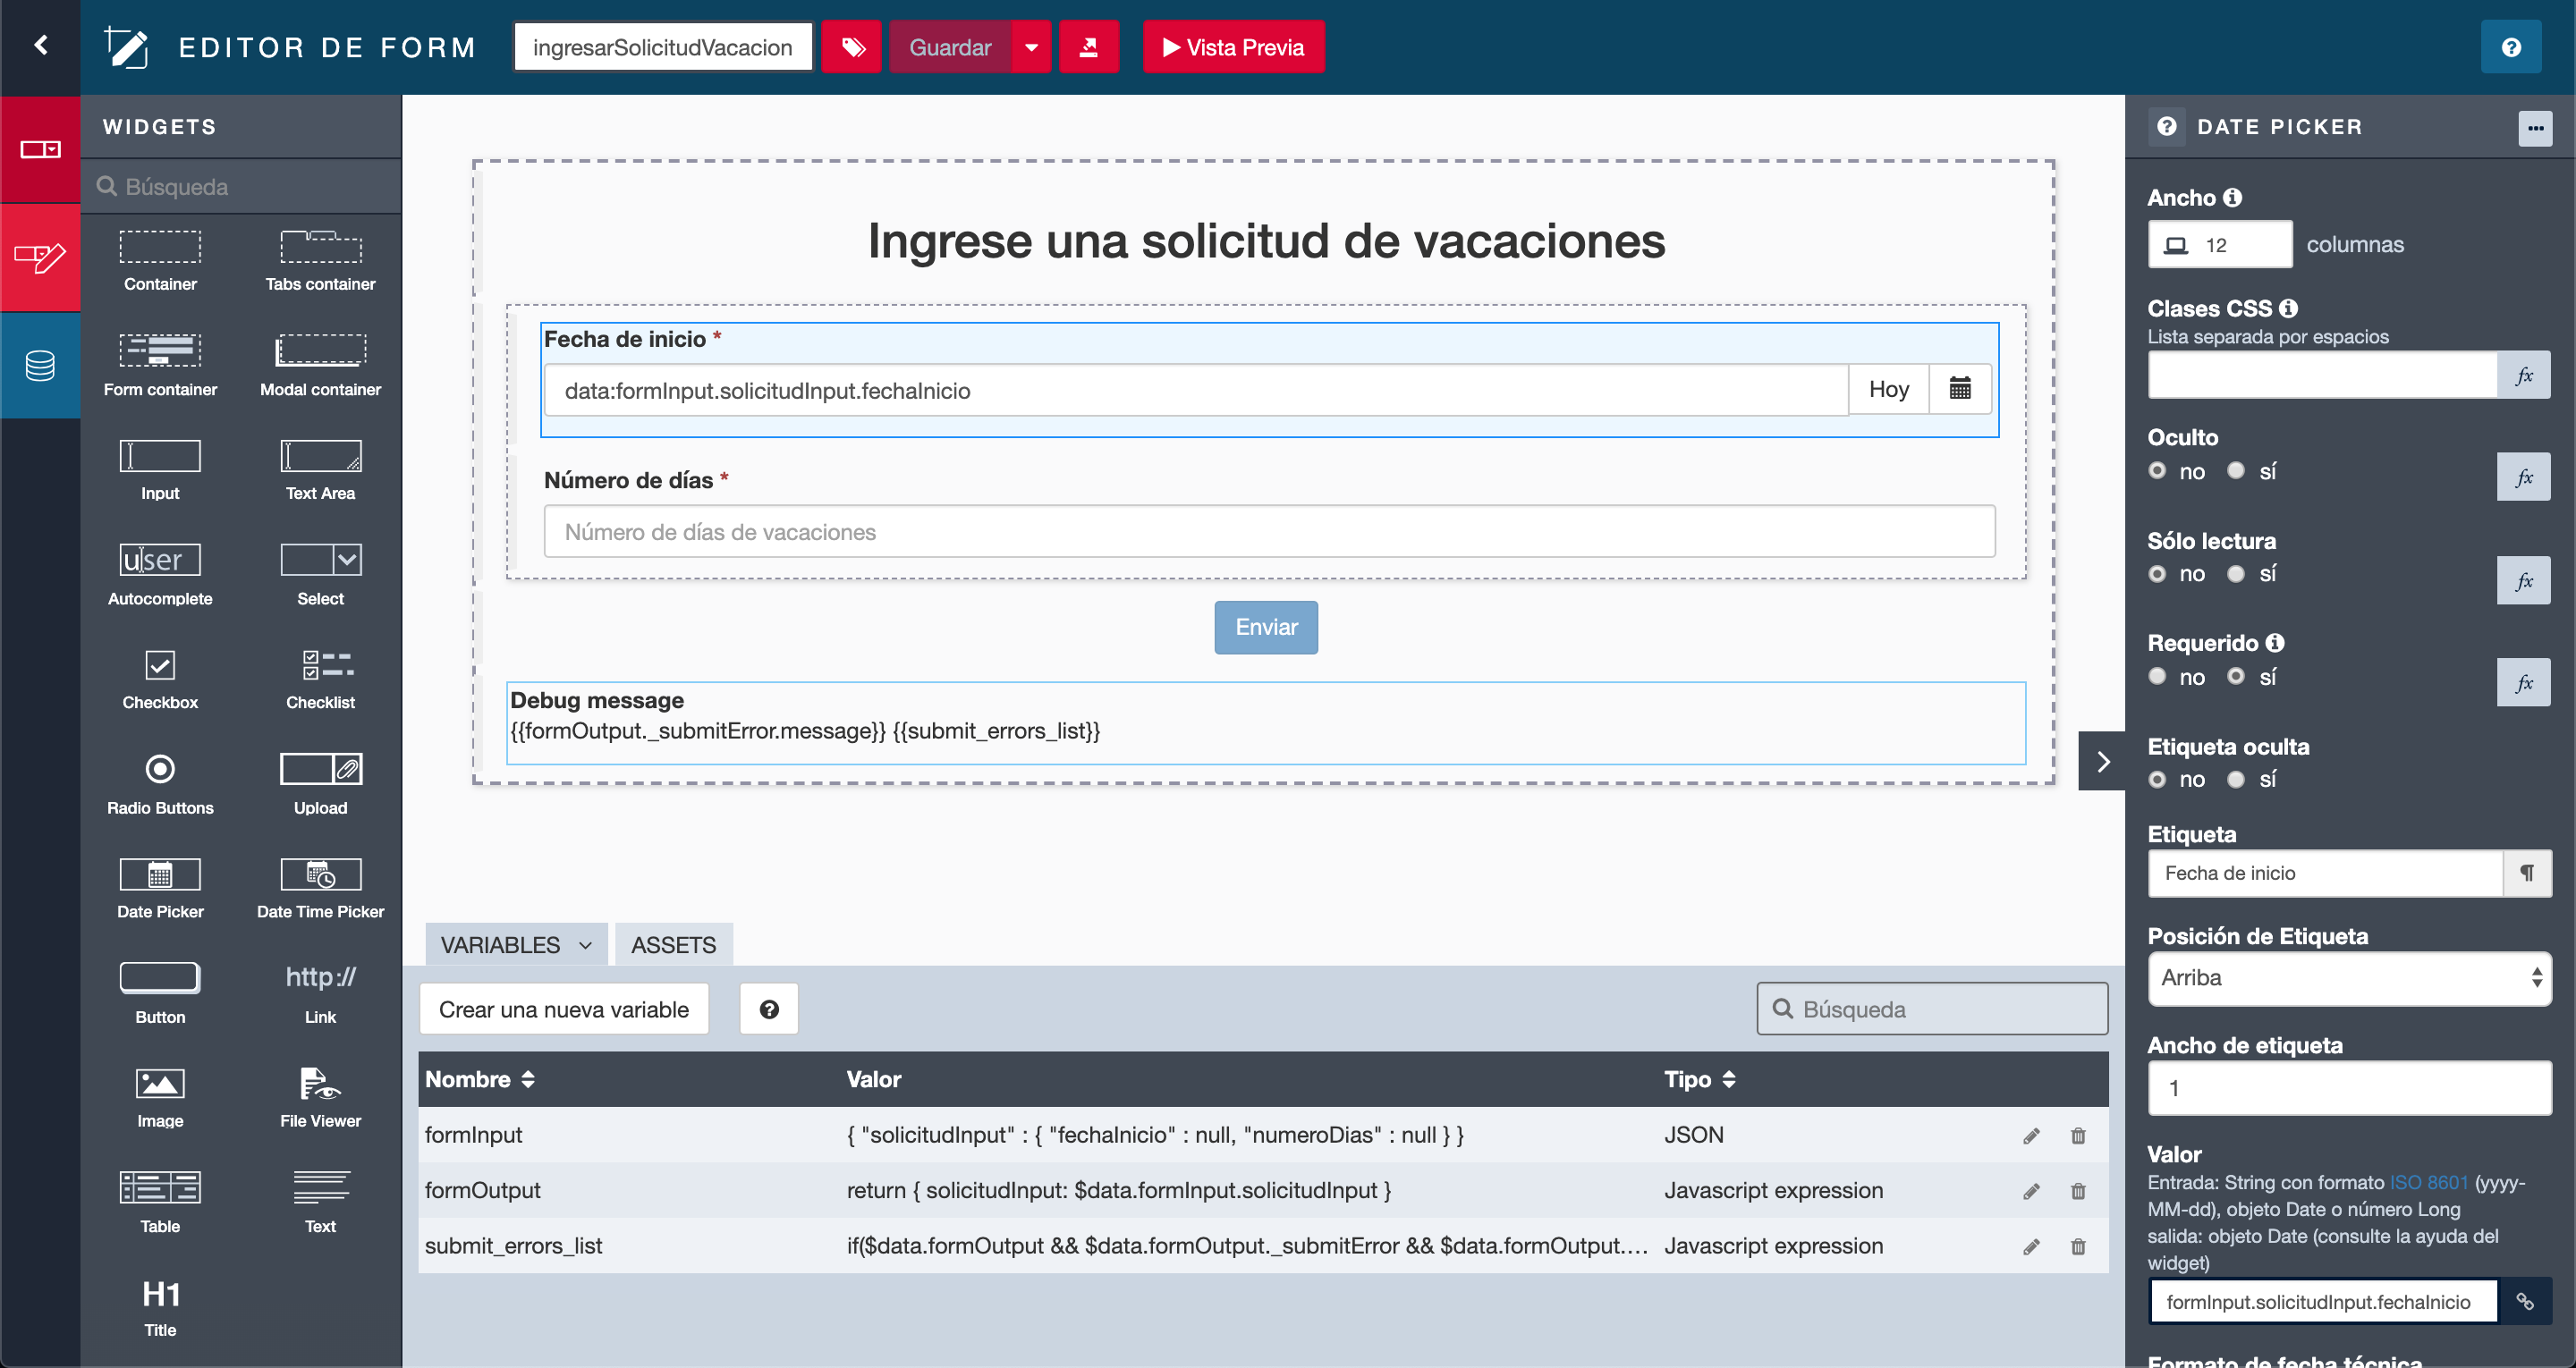 EDITOR DE FORM
ingresarSolicitudVacacion
Guardar
Vista Previa
WIDGETS
Búsqueda
Container
Tabs container
Form container
Modal container
Input
Text Area
user
Autocomplete
Select
Checkbox
Checklist
Radio Buttons
Upload
Date Picker
Date Time Picker
Button
http://
Link
Image
File Viewer
Table
Text
H1
Title
Ingrese una solicitud de vacaciones
Fecha de inicio *
data:formInput.solicitudInput.fechaInicio
Hoy
Número de días *
Número de días de vacaciones
Enviar
Debug message
{{formOutput._submitError.message}} {{submit_errors_list}}
VARIABLES
ASSETS
Crear una nueva variable
Búsqueda
Nombre Valor Tipo
formInput { "solicitudInput" : { "fechaInicio" : null, "numeroDias" : null } } JSON
formOutput return { solicitudInput: $data.formInput.solicitudInput } Javascript expression
submit_errors_list if($data.formOutput && $data.formOutput._submitError && $data.formOutput.... Javascript expression
DATE PICKER
Ancho
12 columnas
Clases CSS
Lista separada por espacios
fx
Oculto
no sí fx
Sólo lectura
no sí fx
Requerido
no sí fx
Etiqueta oculta
no sí
Etiqueta
Fecha de inicio ¶
Posición de Etiqueta
Arriba
Ancho de etiqueta
1
Valor
Entrada: String con formato ISO 8601 (yyyy-
MM-dd), objeto Date o número Long
salida: objeto Date (consulte la ayuda del
widget)
formInput.solicitudInput.fechaInicio
Formato de fecha técnica